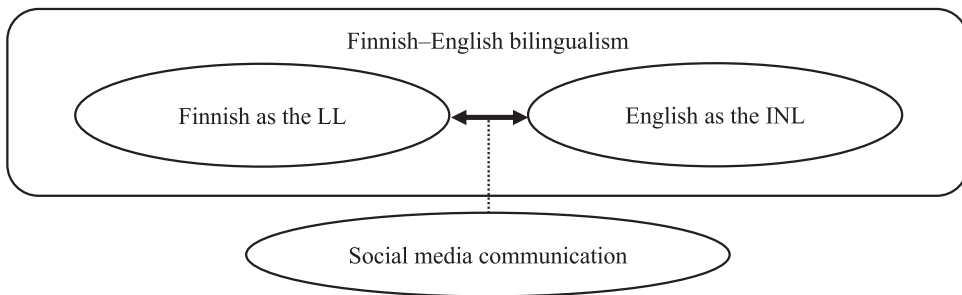 Finnish–English bilingualism
Finnish as the LL
English as the INL
Social media communication